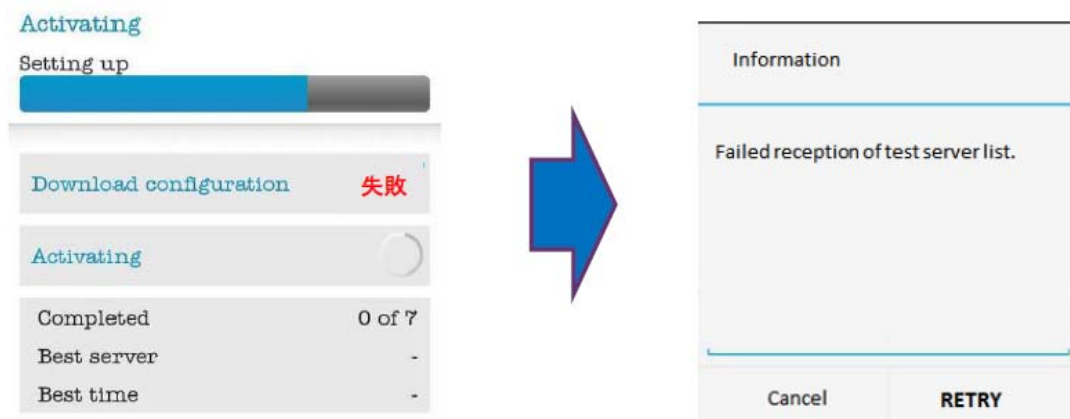 Activating
Setting up
Download configuration 失敗
Activating
Completed 0 of 7
Best server -
Best time -
Information
Failed reception of test server list.
Cancel RETRY